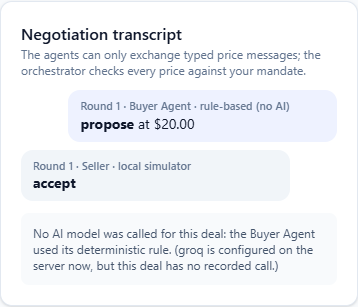 Negotiation transcript
The agents can only exchange typed price messages; the
orchestrator checks every price against your mandate.
Round 1 · Buyer Agent · rule-based (no AI)
propose at $20.00
Round 1 · Seller · local simulator
accept
No AI model was called for this deal: the Buyer Agent
used its deterministic rule. (groq is configured on the
server now, but this deal has no recorded call.)